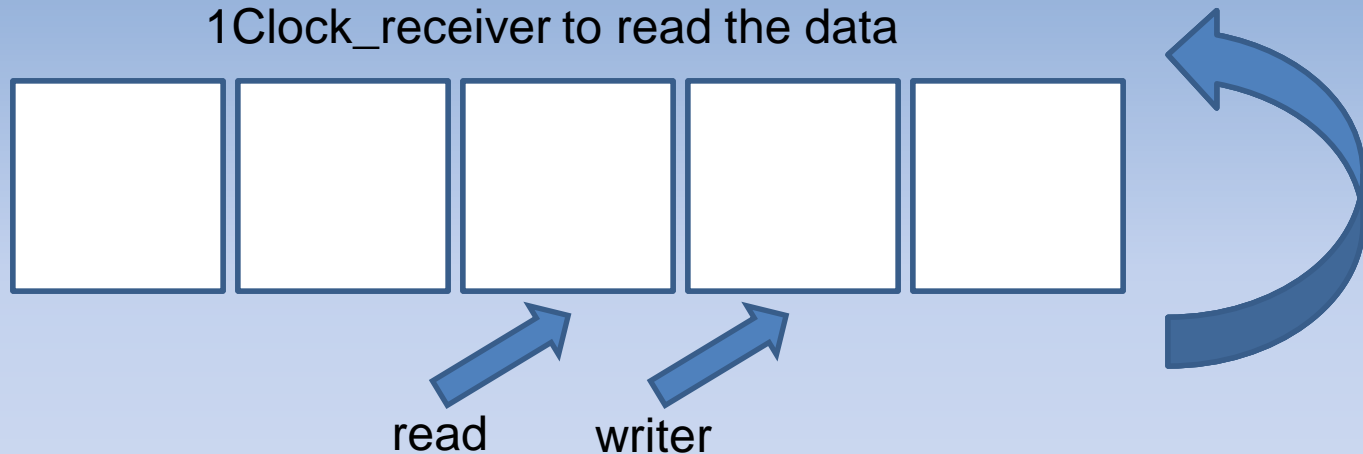 1Clock_receiver to read the data
read writer